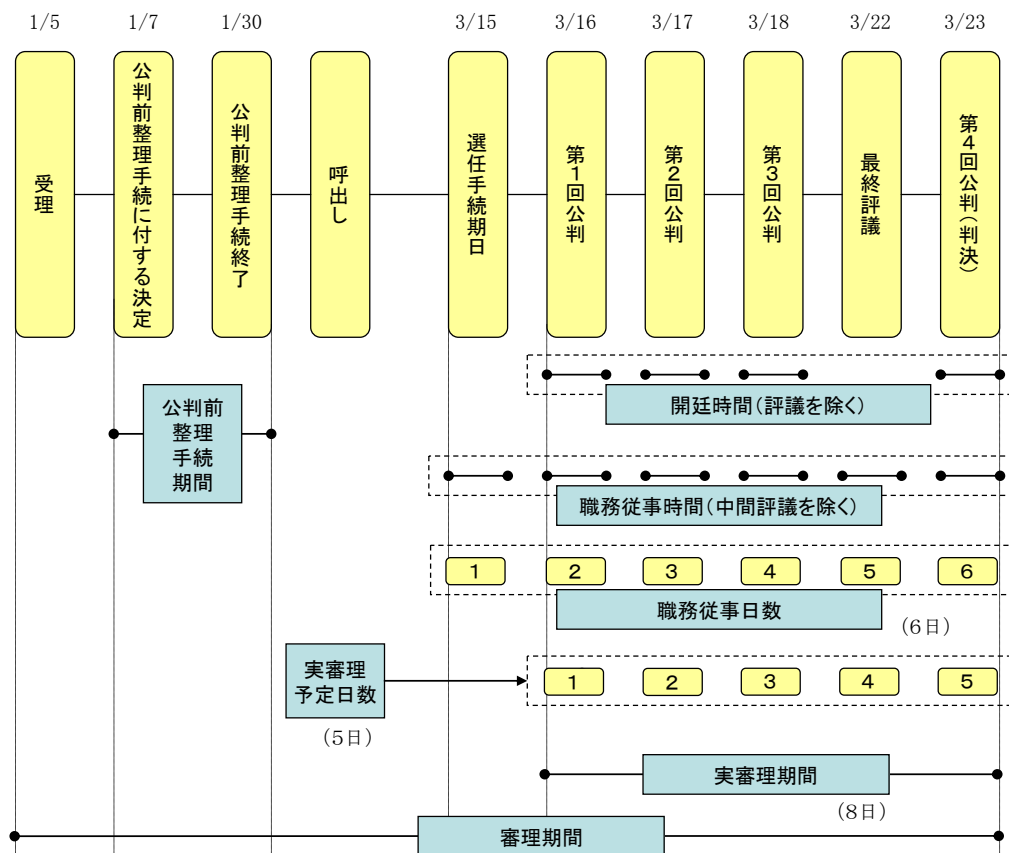 1/5
1/7
1/30
3/15
3/16
3/17
3/18
3/22
3/23
受理
公判前整理手続に付する決定
公判前整理手続終了
呼出し
選任手続期日
第1回公判
第2回公判
第3回公判
最終評議
第4回公判(判決)
開廷時間(評議を除く)
公判前
整理
手続
期間
職務従事時間(中間評議を除く)
1
2
3
4
5
6
職務従事日数
(6日)
実審理
予定日数
(5日)
1
2
3
4
5
実審理期間
(8日)
審理期間